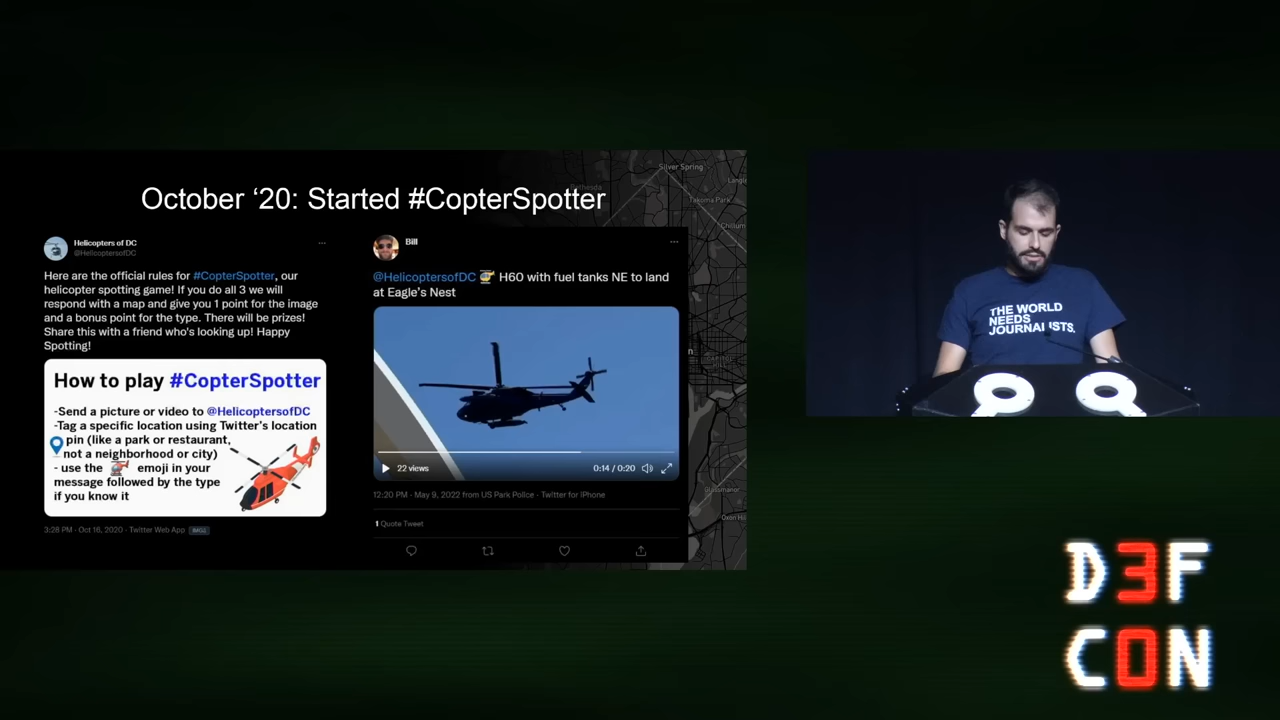 October ‘20: Started #CopterSpotter
Helicopters of DC
@HelicoptersofDC
Here are the official rules for #CopterSpotter, our
helicopter spotting game! If you do all 3 we will
respond with a map and give you 1 point for the image
and a bonus point for the type. There will be prizes!
Share this with a friend who's looking up! Happy
Spotting!
How to play #CopterSpotter
-Send a picture or video to @HelicoptersofDC
-Tag a specific location using Twitter's location
pin (like a park or restaurant,
not a neighborhood or city)
- use the emoji in your
message followed by the type
if you know it
3:28 PM · Oct 16, 2020 · Twitter Web App
Bill
@HelicoptersofDC H60 with fuel tanks NE to land
at Eagle's Nest
22 views
0:14 / 0:20
12:20 PM · May 9, 2022 from US Park Police · Twitter for iPhone
1 Quote Tweet
Silver Spring
Takoma Park
Chillum
Glassmanor
THE WORLD
NEEDS
JOURNALISTS.
D3F
C0N